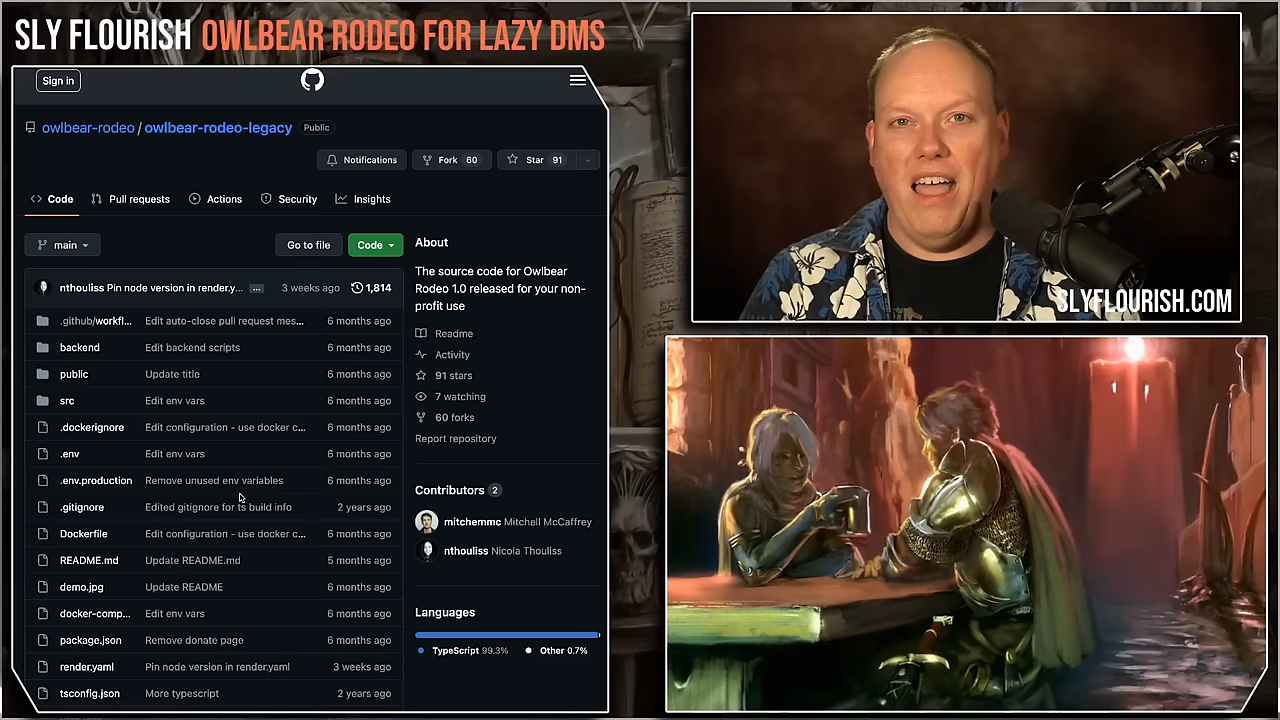 SLY FLOURISH OWLBEAR RODEO FOR LAZY DMS
Sign in
owlbear-rodeo / owlbear-rodeo-legacy Public
Notifications Fork 60 Star 91
Code Pull requests Actions Security Insights
main Go to file Code
nthouliss Pin node version in render.y... ... 3 weeks ago 1,814
.github/workfl... Edit auto-close pull request mes... 6 months ago
backend Edit backend scripts 6 months ago
public Update title 6 months ago
src Edit env vars 6 months ago
.dockerignore Edit configuration - use docker c... 6 months ago
.env Edit env vars 6 months ago
.env.production Remove unused env variables 6 months ago
.gitignore Edited gitignore for ts build info 2 years ago
Dockerfile Edit configuration - use docker c... 6 months ago
README.md Update README.md 5 months ago
demo.jpg Update README 6 months ago
docker-comp... Edit env vars 6 months ago
package.json Remove donate page 6 months ago
render.yaml Pin node version in render.yaml 3 weeks ago
tsconfig.json More typescript 2 years ago
About
The source code for Owlbear
Rodeo 1.0 released for your non-
profit use
Readme
Activity
91 stars
7 watching
60 forks
Report repository
Contributors 2
mitchemmc Mitchell McCaffrey
nthouliss Nicola Thouliss
Languages
TypeScript 99.3% Other 0.7%
SLYFLOURISH.COM